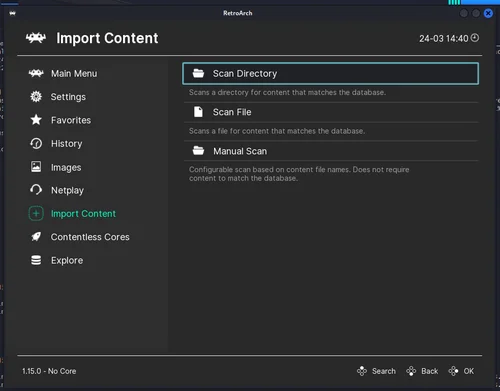 RetroArch
Import Content
24-03 14:40
Main Menu
Settings
Favorites
History
Images
Netplay
Import Content
Contentless Cores
Explore
Scan Directory
Scans a directory for content that matches the database.
Scan File
Scans a file for content that matches the database.
Manual Scan
Configurable scan based on content file names. Does not require
content to match the database.
1.15.0 - No Core
Search
Back
OK